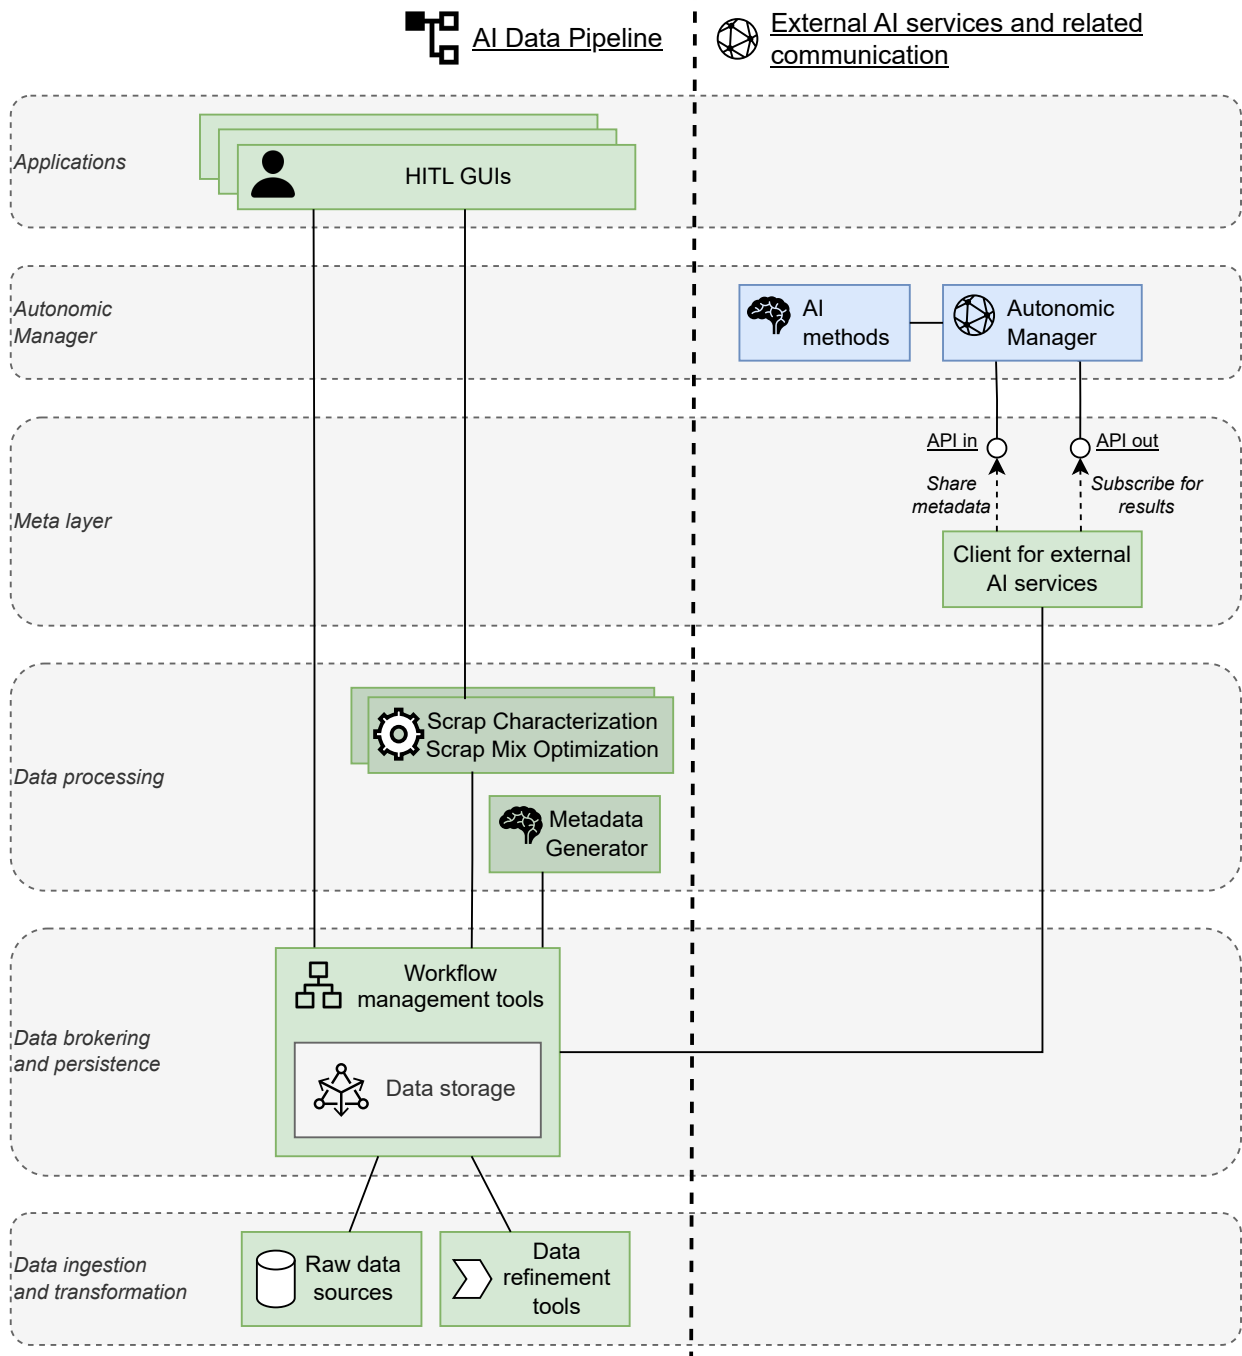 AI Data Pipeline
External AI services and related
communication
Applications
HITL GUIs
Autonomic
Manager
AI
methods
Autonomic
Manager
API in
API out
Share
metadata
Subscribe for
results
Meta layer
Client for external
AI services
Scrap Characterization
Scrap Mix Optimization
Data processing
Metadada
Generator
Workflow
management tools
Data brokering
and persistence
Data storage
Data ingestion
and transformation
Raw data
sources
Data
refinement
tools